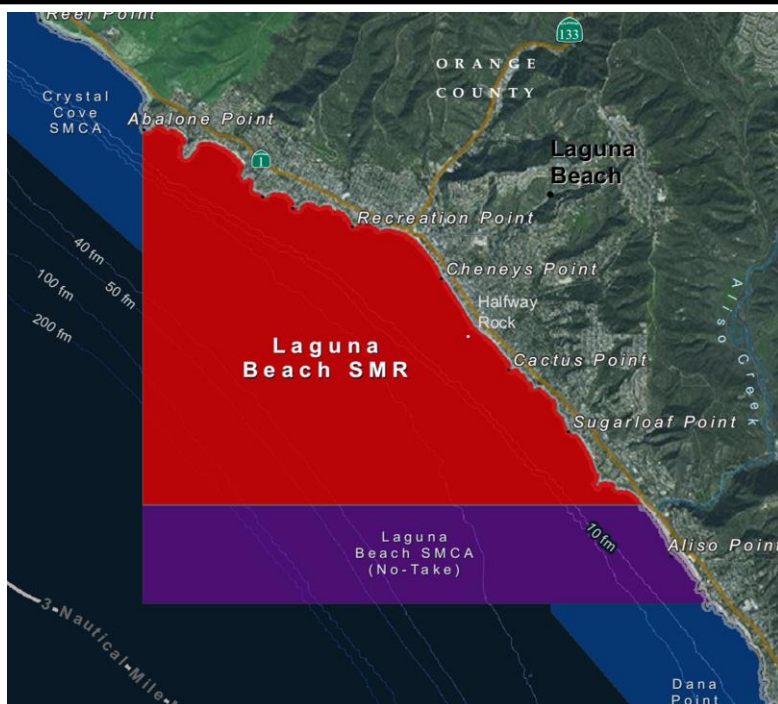 Reef Point
133
ORANGE
COUNTY
Crystal
Cove
SMCA
Abalone Point
1
Laguna
Beach
Recreation Point
40 fm
50 fm
100 fm
200 fm
Cheneys Point
Halfway
Rock
Aliso Creek
Laguna
Beach SMR
Cactus Point
Sugarloaf Point
10 fm
Laguna
Beach SMCA
(No-Take)
Aliso Point
3-Nautical-Mile
Dana
Point